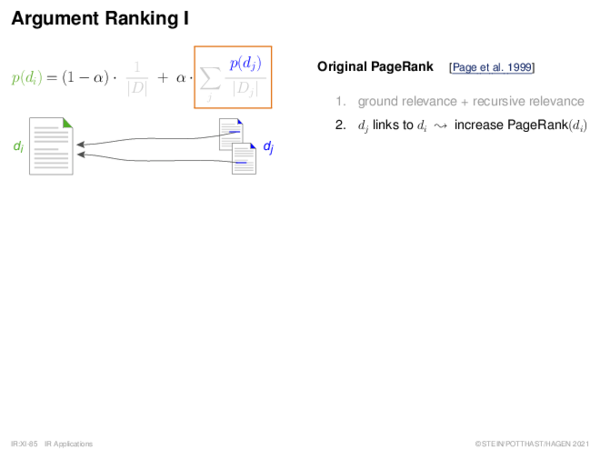 Argument Ranking I
p(d_i) = (1 − α) · 1/|D| + α · ∑_j p(d_j)/|D_j|
d_i
d_j
Original PageRank [Page et al. 1999]
1. ground relevance + recursive relevance
2. d_j links to d_i ⇝ increase PageRank(d_i)
IR:XI-85 IR Applications
©STEIN/POTTHAST/HAGEN 2021